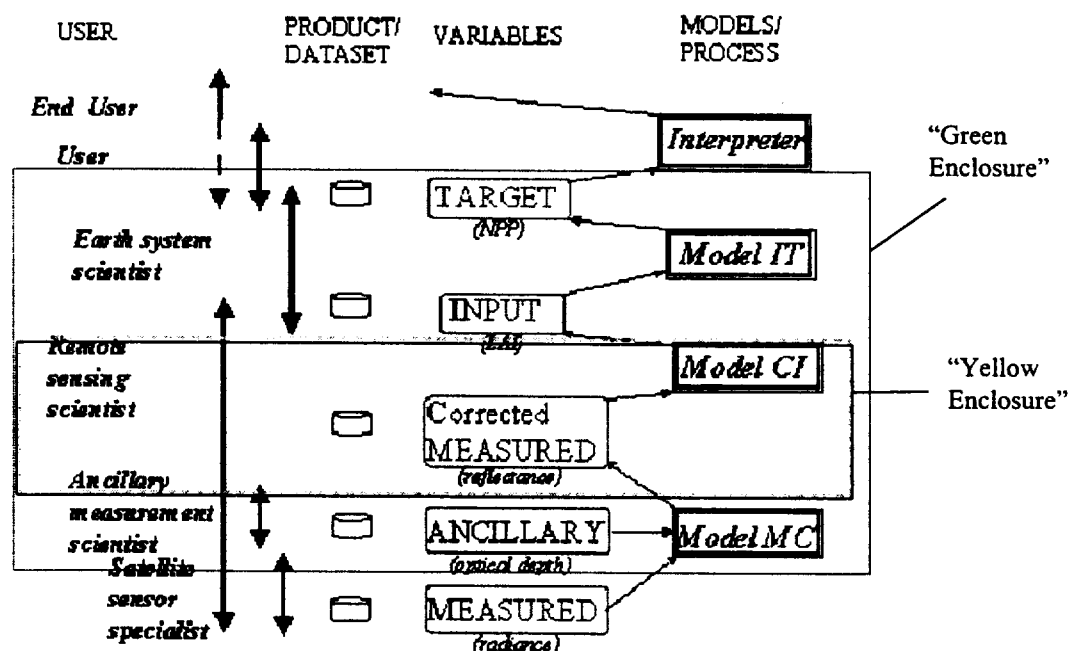 USER
PRODUCT/
DATASET
VARIABLES
MODELS/
PROCESS
End User
User
Interpreter
"Green
Enclosure"
TARGET
(NPP)
Earth system
scientist
Model IT
INPUT
(LAI)
Remote
sensing
scientist
Model CI
"Yellow
Enclosure"
Corrected
MEASURED
(reflectance)
Ancillary
measurement
scientist
ANCILLARY
(optical depth)
Model MC
Satellite
sensor
specialist
MEASURED
(radiance)